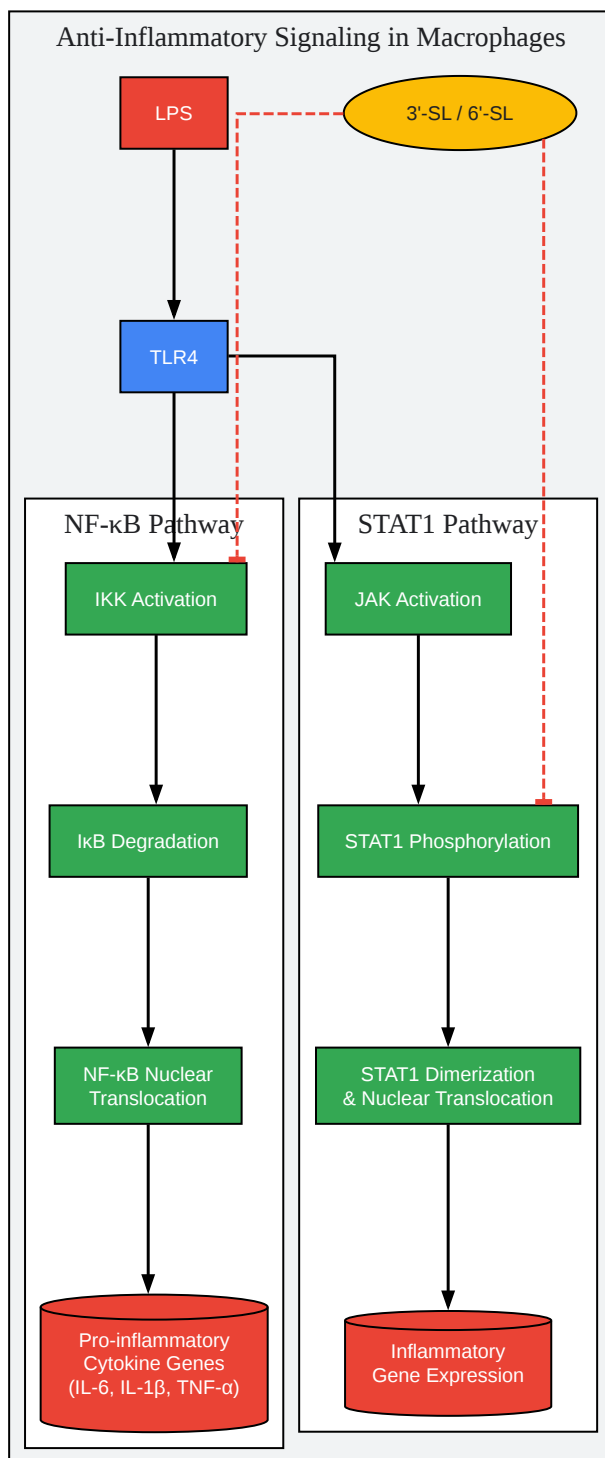 Anti-Inflammatory Signaling in Macrophages
LPS
3'-SL / 6'-SL
TLR4
NF-κB Pathway
STAT1 Pathway
IKK Activation
JAK Activation
IκB Degradation
STAT1 Phosphorylation
NF-κB Nuclear
Translocation
STAT1 Dimerization
& Nuclear Translocation
Pro-inflammatory
Cytokine Genes
(IL-6, IL-1β, TNF-α)
Inflammatory
Gene Expression